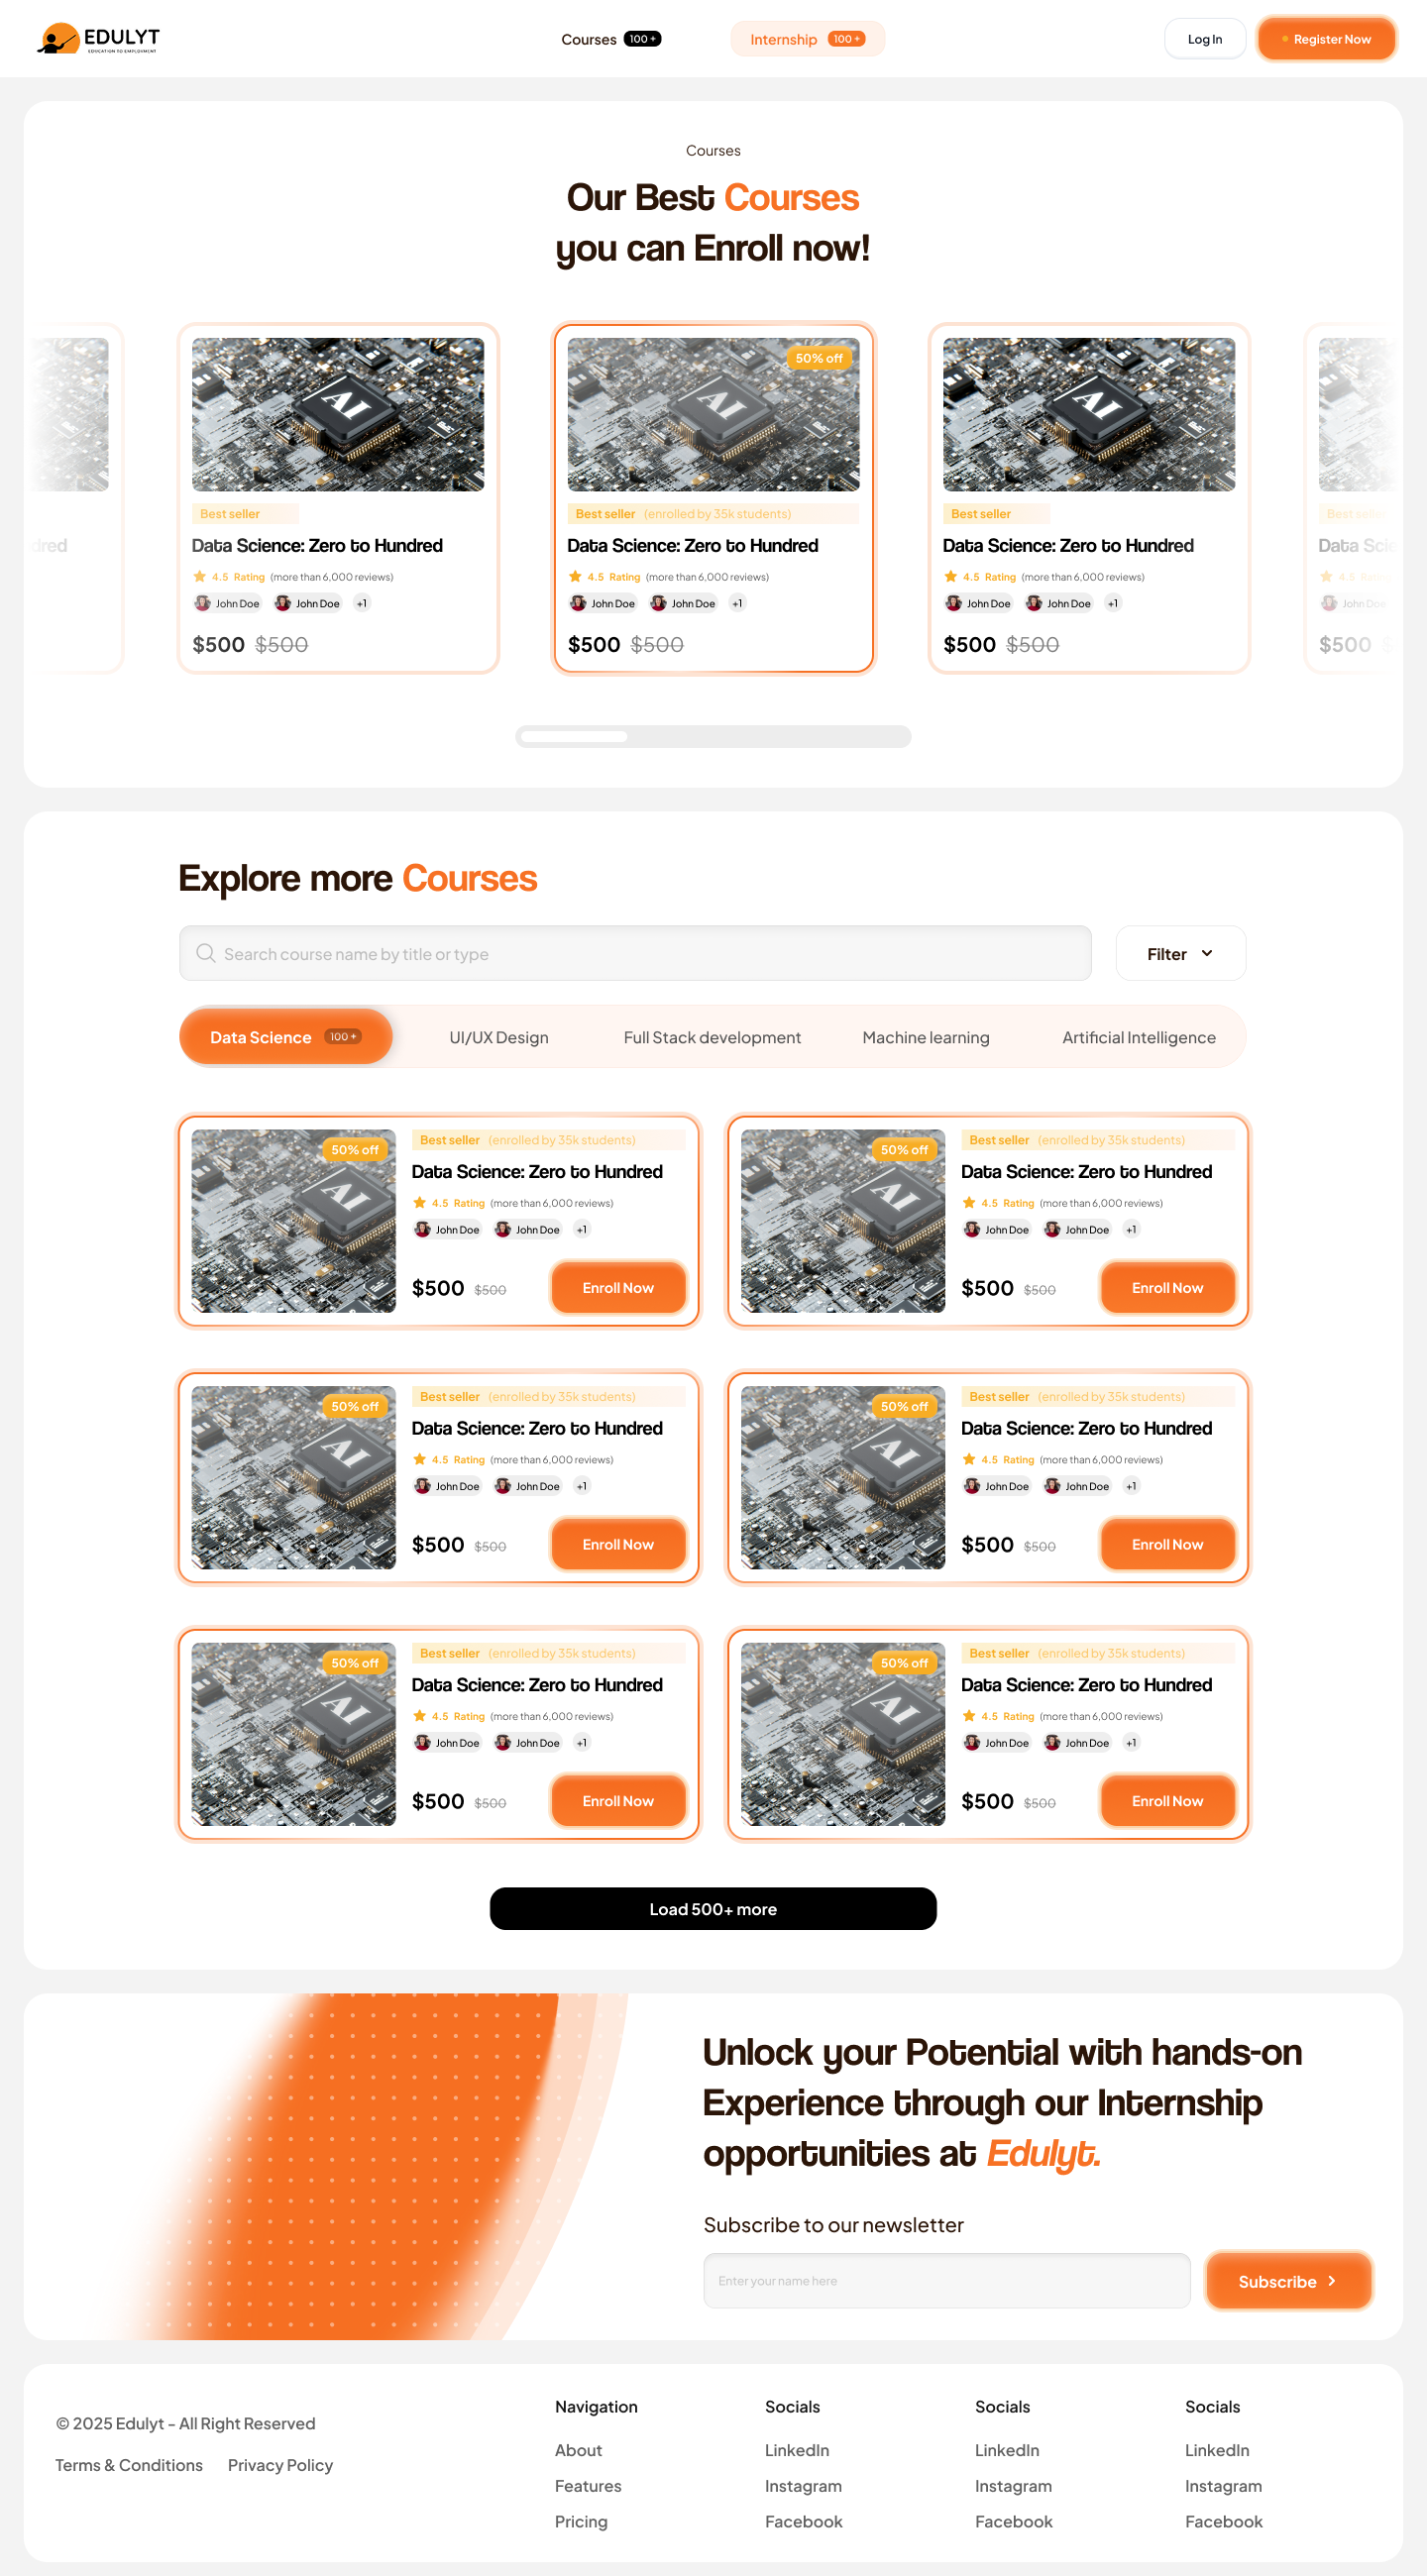 EDULYT
EDUCATION TO EMPLOYMENT
Courses 100 +
Internship 100 +
Log In
Register Now
Courses
Our Best Courses
you can Enroll now!
dred
AI
Best seller
Data Science: Zero to Hundred
4.5 Rating (more than 6,000 reviews)
John Doe John Doe +1
$500 $500
50% off
AI
Best seller (enrolled by 35k students)
Data Science: Zero to Hundred
4.5 Rating (more than 6,000 reviews)
John Doe John Doe +1
$500 $500
AI
Best seller
Data Science: Zero to Hundred
4.5 Rating (more than 6,000 reviews)
John Doe John Doe +1
$500 $500
Best seller
Data Scie
4.5 Rating
John Doe
$500
Explore more Courses
Search course name by title or type
Filter
Data Science 100 +
UI/UX Design
Full Stack development
Machine learning
Artificial Intelligence
50% off
AI
Best seller (enrolled by 35k students)
Data Science: Zero to Hundred
4.5 Rating (more than 6,000 reviews)
John Doe John Doe +1
$500 $500
Enroll Now
50% off
AI
Best seller (enrolled by 35k students)
Data Science: Zero to Hundred
4.5 Rating (more than 6,000 reviews)
John Doe John Doe +1
$500 $500
Enroll Now
50% off
AI
Best seller (enrolled by 35k students)
Data Science: Zero to Hundred
4.5 Rating (more than 6,000 reviews)
John Doe John Doe +1
$500 $500
Enroll Now
50% off
AI
Best seller (enrolled by 35k students)
Data Science: Zero to Hundred
4.5 Rating (more than 6,000 reviews)
John Doe John Doe +1
$500 $500
Enroll Now
50% off
AI
Best seller (enrolled by 35k students)
Data Science: Zero to Hundred
4.5 Rating (more than 6,000 reviews)
John Doe John Doe +1
$500 $500
Enroll Now
50% off
AI
Best seller (enrolled by 35k students)
Data Science: Zero to Hundred
4.5 Rating (more than 6,000 reviews)
John Doe John Doe +1
$500 $500
Enroll Now
Load 500+ more
Unlock your Potential with hands-on
Experience through our Internship
opportunities at Edulyt.
Subscribe to our newsletter
Enter your name here
Subscribe
© 2025 Edulyt - All Right Reserved
Terms & Conditions Privacy Policy
Navigation
About
Features
Pricing
Socials
LinkedIn
Instagram
Facebook
Socials
LinkedIn
Instagram
Facebook
Socials
LinkedIn
Instagram
Facebook